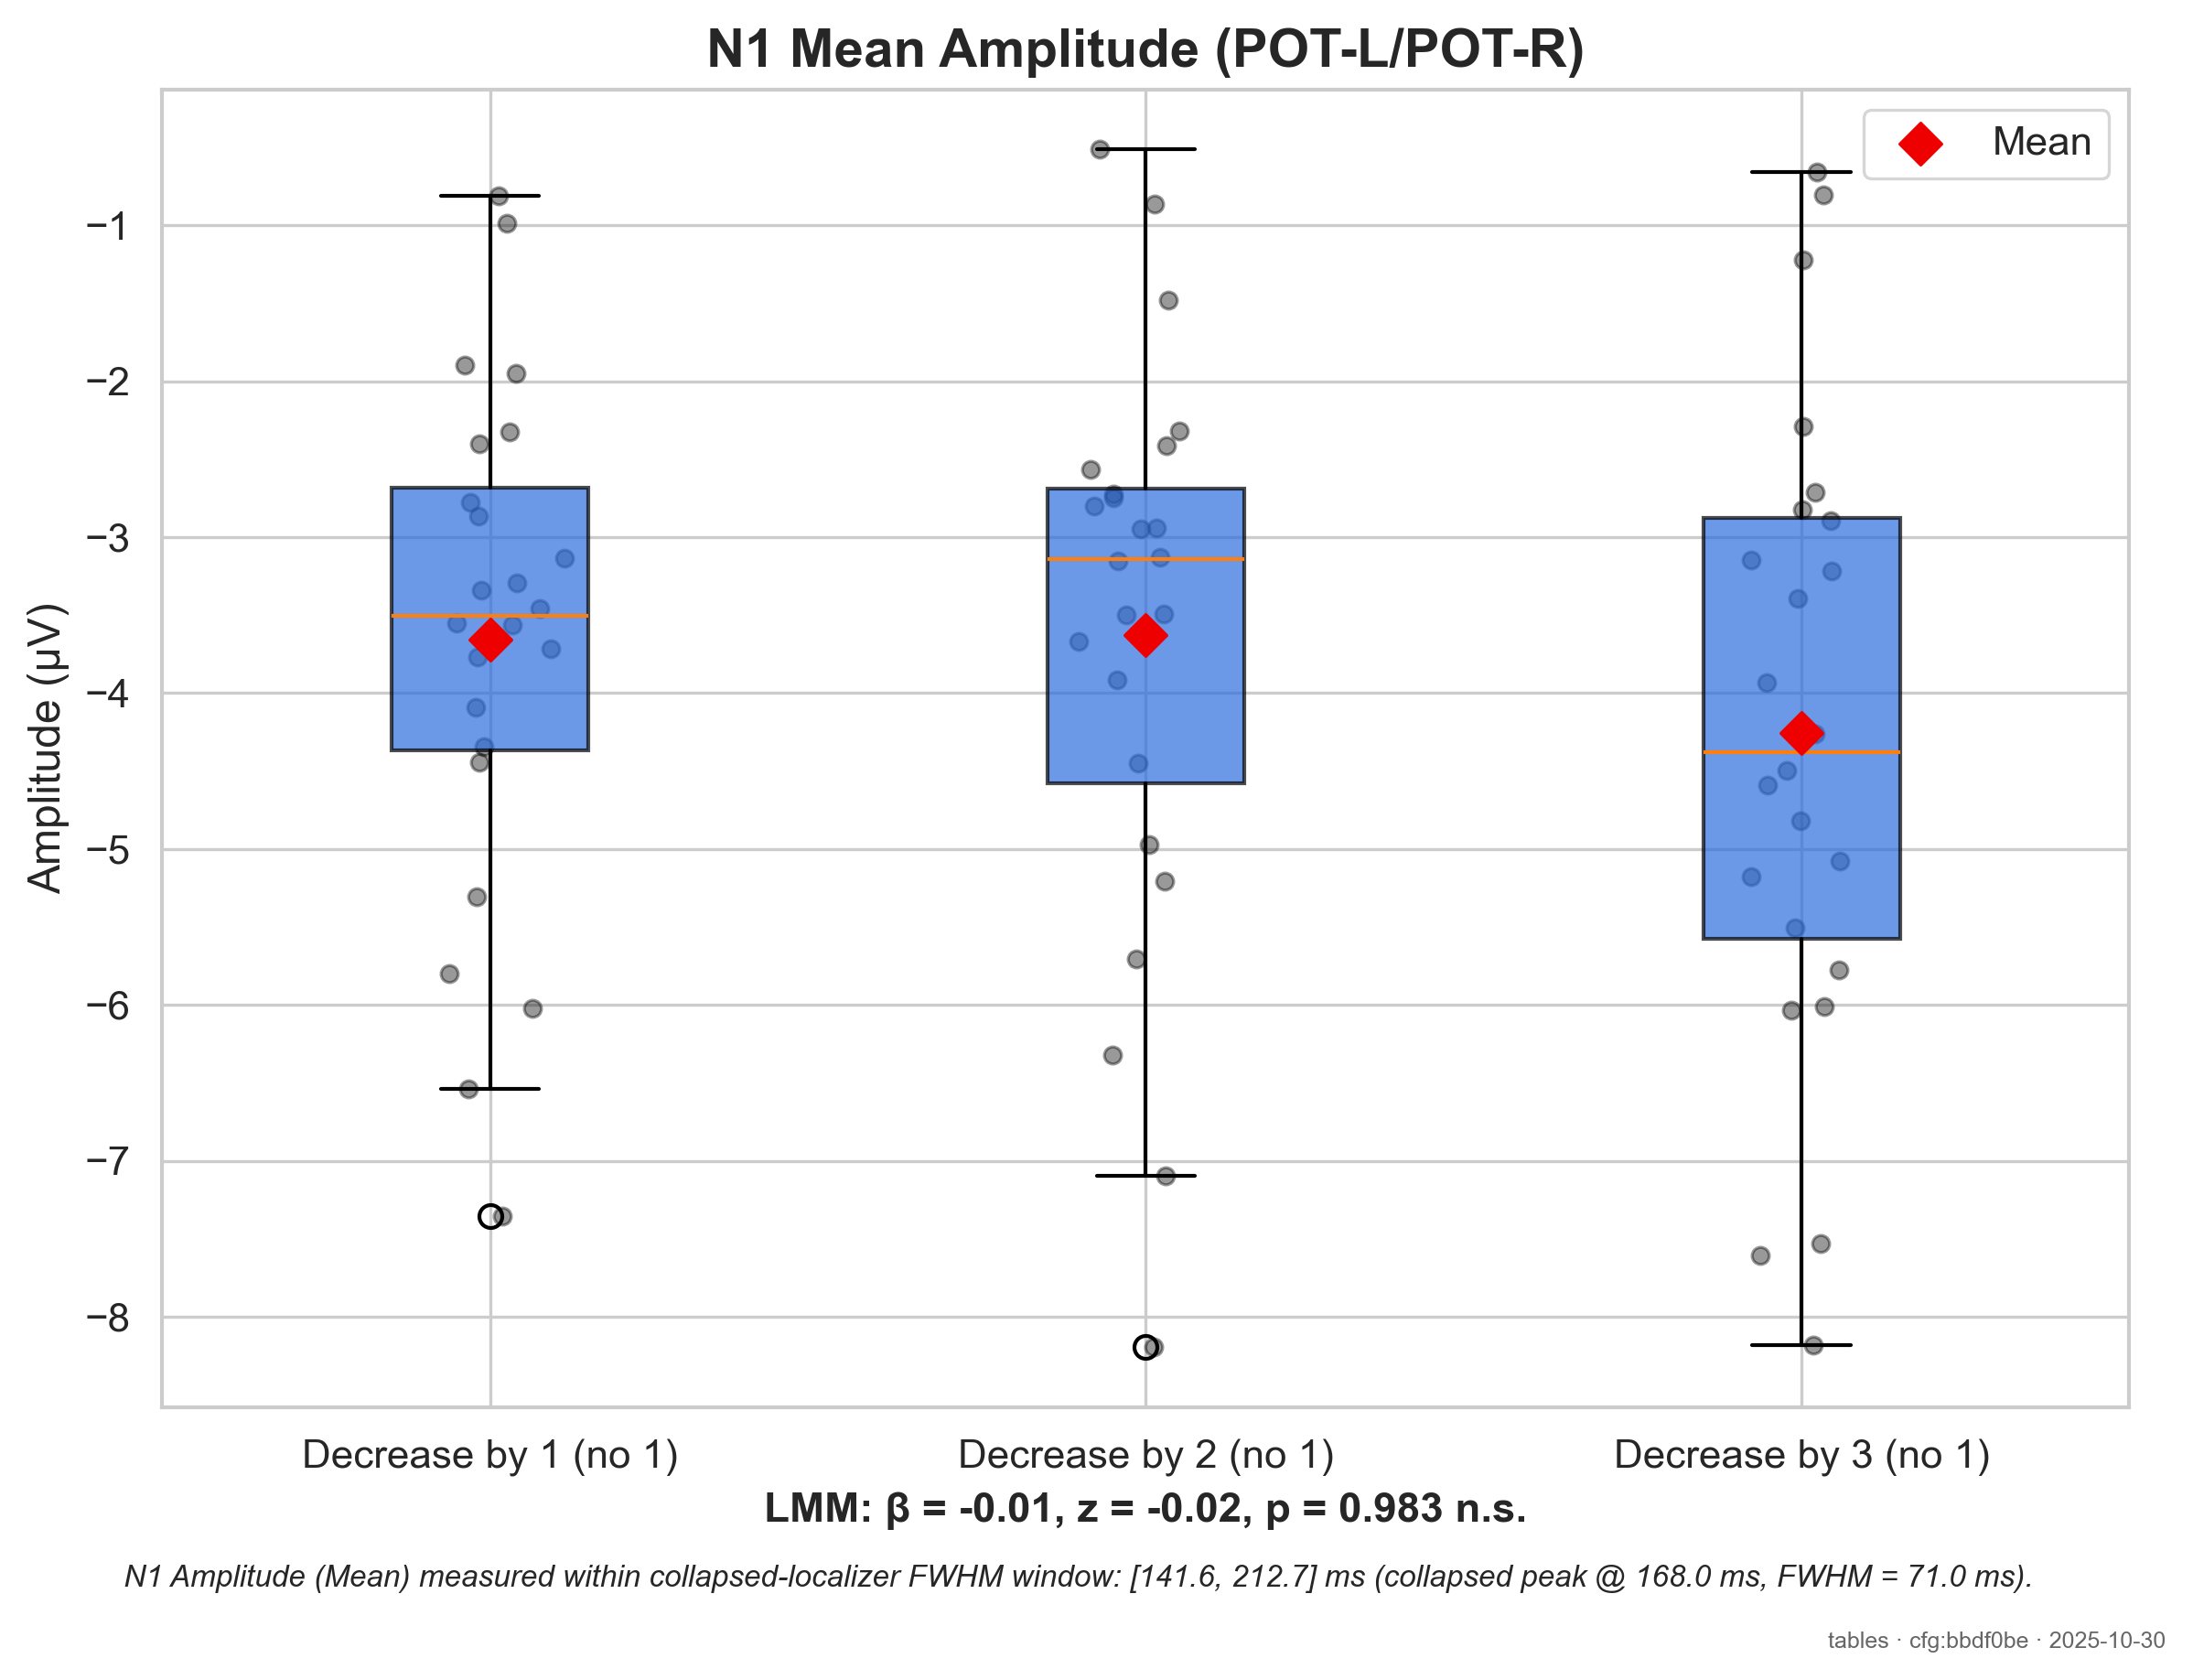 N1 Mean Amplitude (POT-L/POT-R)
Mean
−1
−2
−3
−4
−5
−6
−7
−8
Amplitude (µV)
Decrease by 1 (no 1)
Decrease by 2 (no 1)
Decrease by 3 (no 1)
LMM: β = -0.01, z = -0.02, p = 0.983 n.s.
N1 Amplitude (Mean) measured within collapsed-localizer FWHM window: [141.6, 212.7] ms (collapsed peak @ 168.0 ms, FWHM = 71.0 ms).
tables · cfg:bbdf0be · 2025-10-30